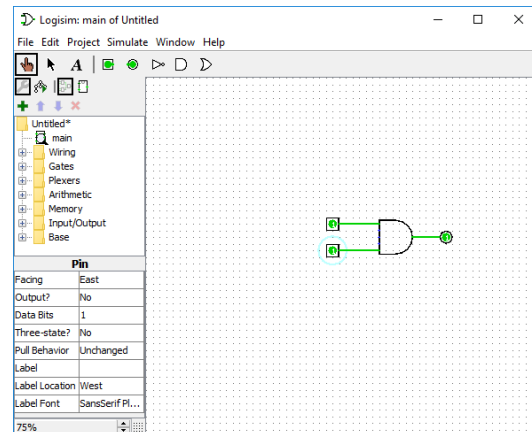 Logisim: main of Untitled
File Edit Project Simulate Window Help
A
Untitled*
main
Wiring
Gates
Plexers
Arithmetic
Memory
Input/Output
Base
Pin
Facing East
Output? No
Data Bits 1
Three-state? No
Pull Behavior Unchanged
Label
Label Location West
Label Font SansSerif Pl...
75%